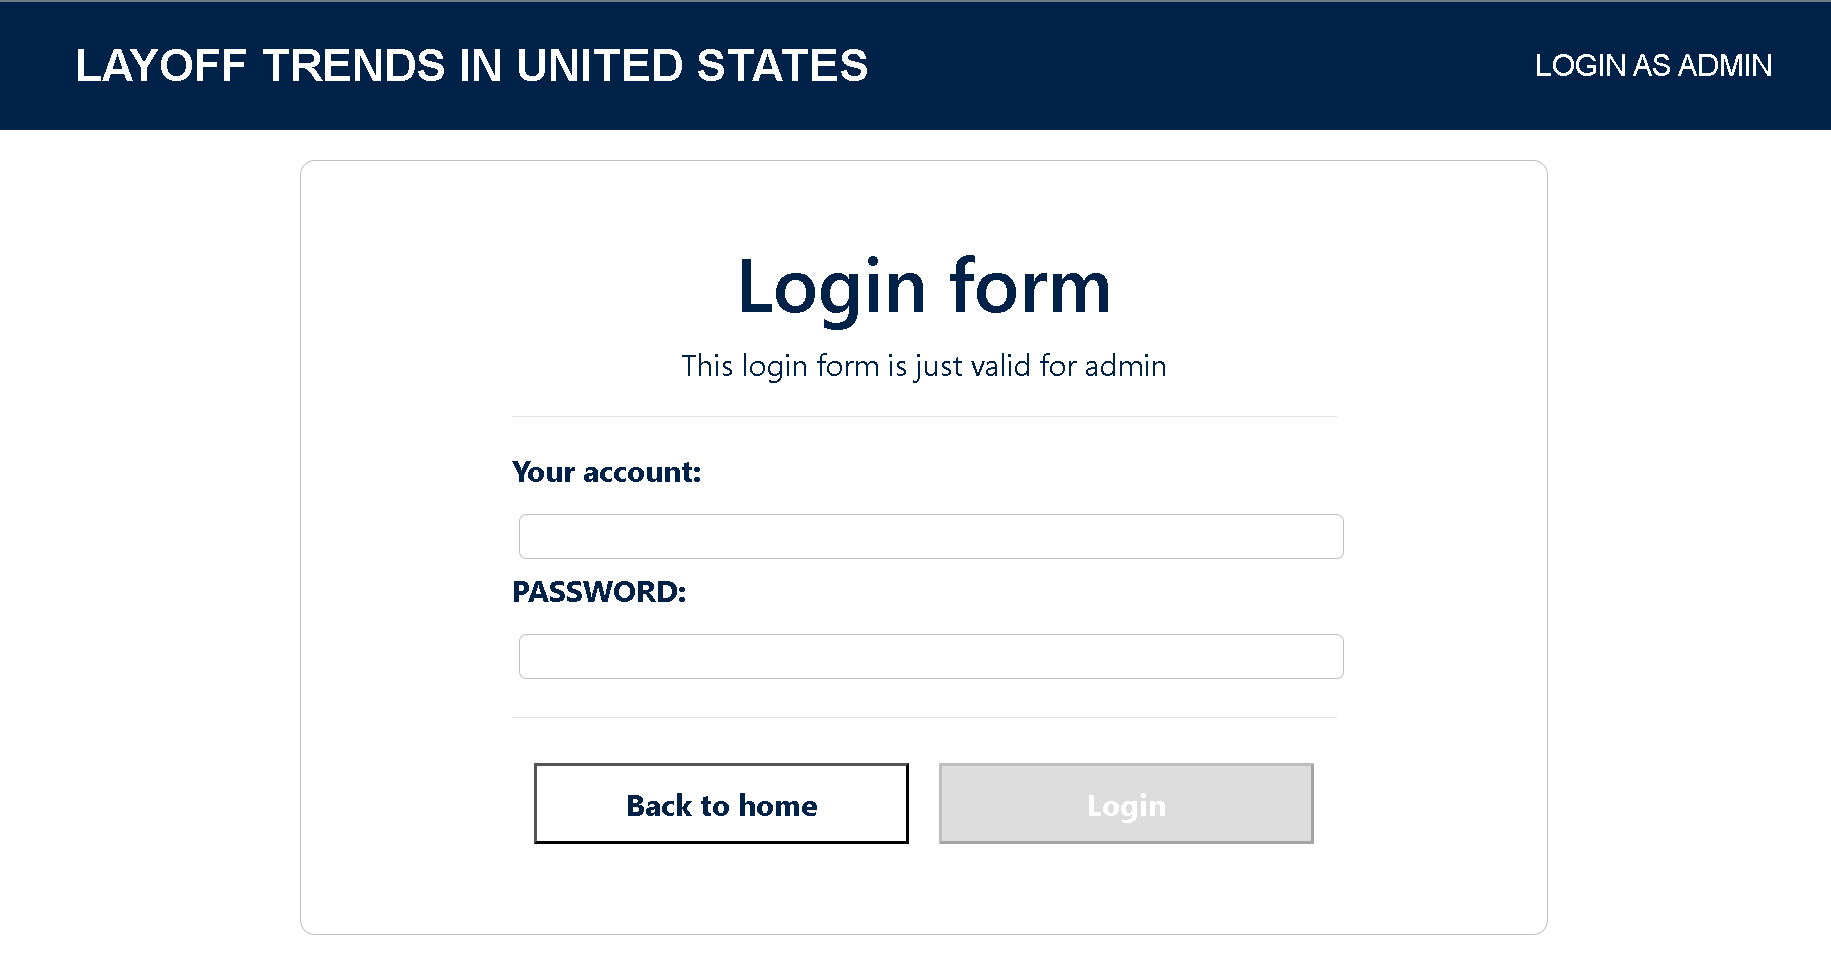 LAYOFF TRENDS IN UNITED STATES
LOGIN AS ADMIN
Login form
This login form is just valid for admin
Your account:
PASSWORD:
Back to home
Login